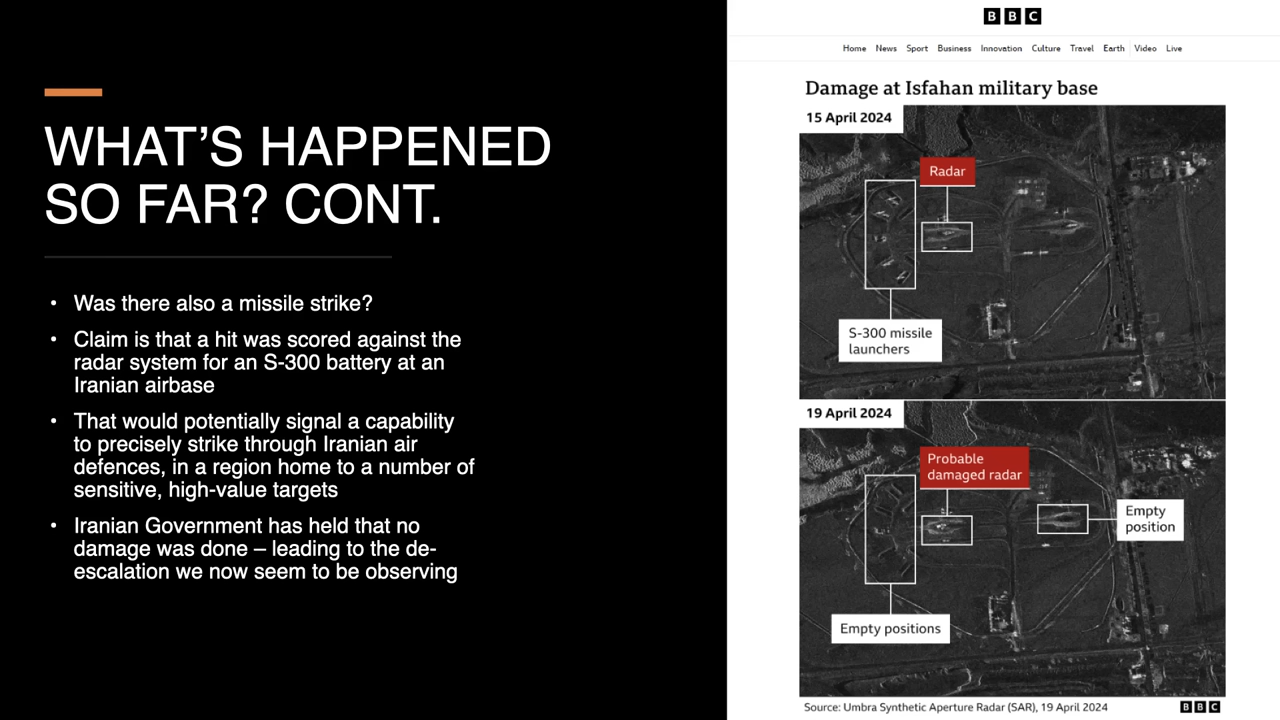 WHAT'S HAPPENED
SO FAR? CONT.
• Was there also a missile strike?
• Claim is that a hit was scored against the
radar system for an S-300 battery at an
Iranian airbase
• That would potentially signal a capability
to precisely strike through Iranian air
defences, in a region home to a number of
sensitive, high-value targets
• Iranian Government has held that no
damage was done – leading to the de-
escalation we now seem to be observing
BBC
Home News Sport Business Innovation Culture Travel Earth Video Live
Damage at Isfahan military base
15 April 2024
Radar
S-300 missile
launchers
19 April 2024
Probable
damaged radar
Empty
position
Empty positions
Source: Umbra Synthetic Aperture Radar (SAR), 19 April 2024
BBC